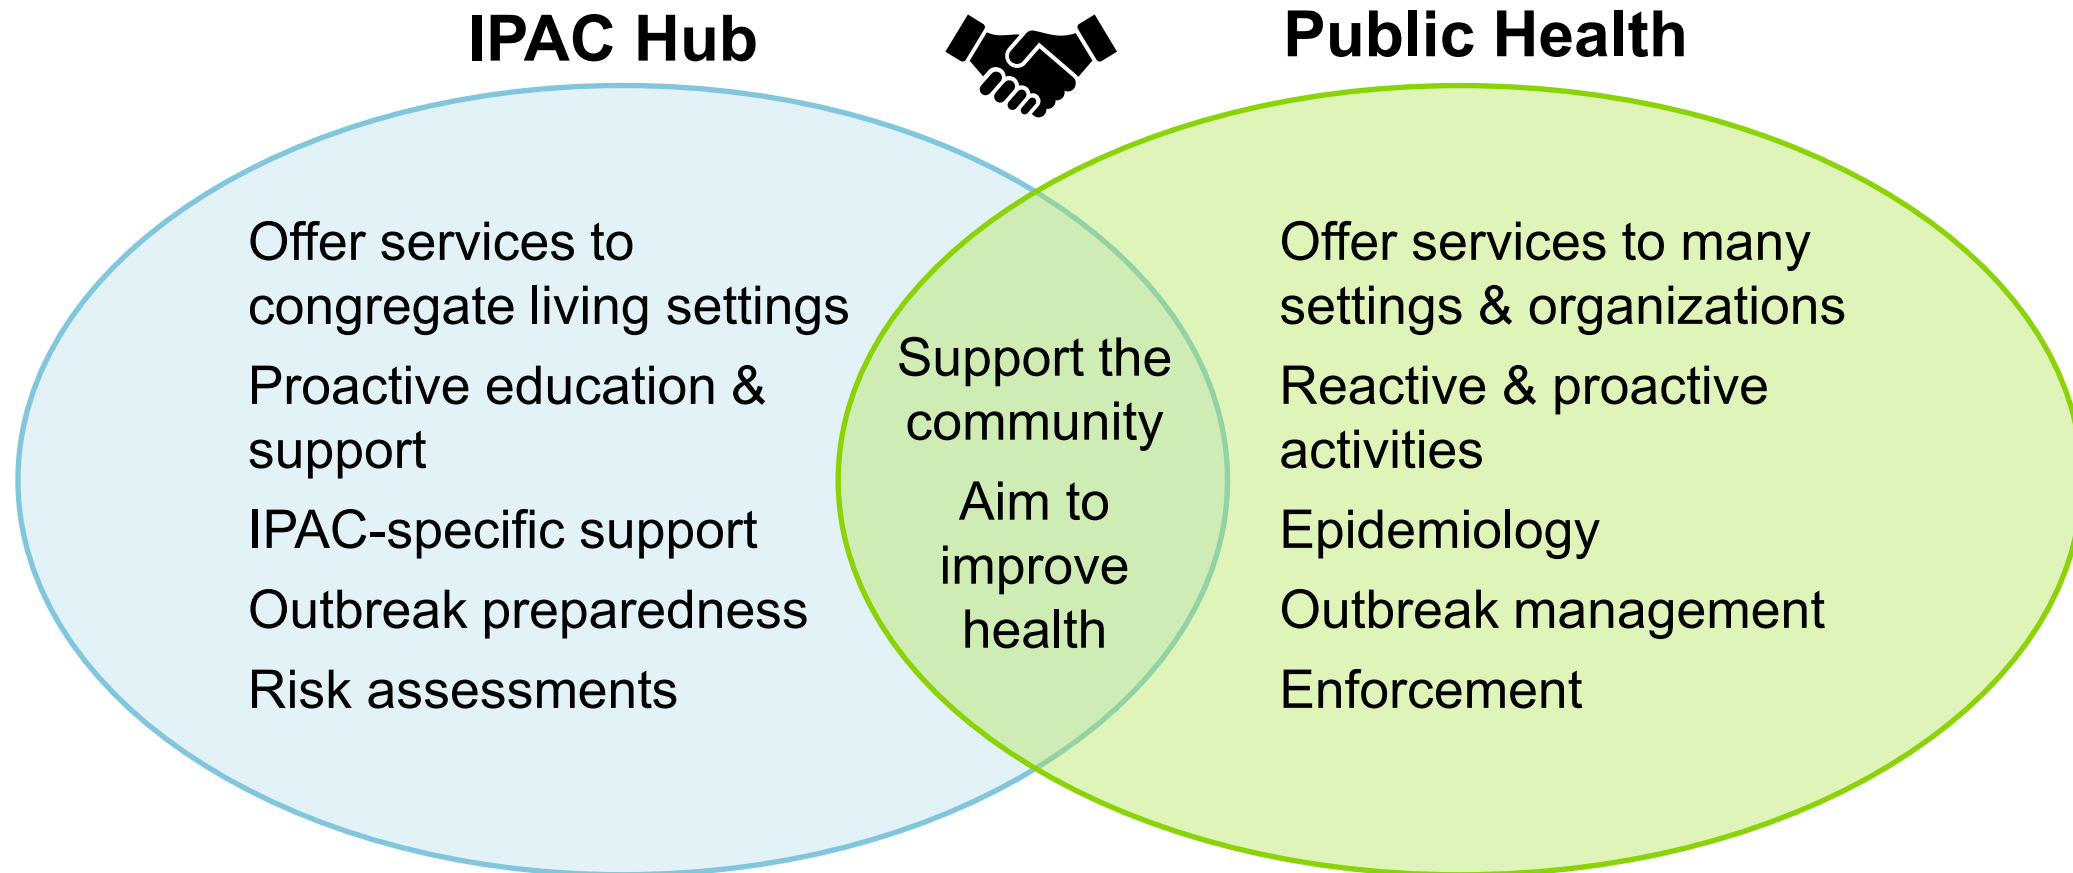 IPAC Hub
Public Health
Offer services to
congregate living settings
Proactive education &
support
IPAC-specific support
Outbreak preparedness
Risk assessments
Support the
community
Aim to
improve
health
Offer services to many
settings & organizations
Reactive & proactive
activities
Epidemiology
Outbreak management
Enforcement